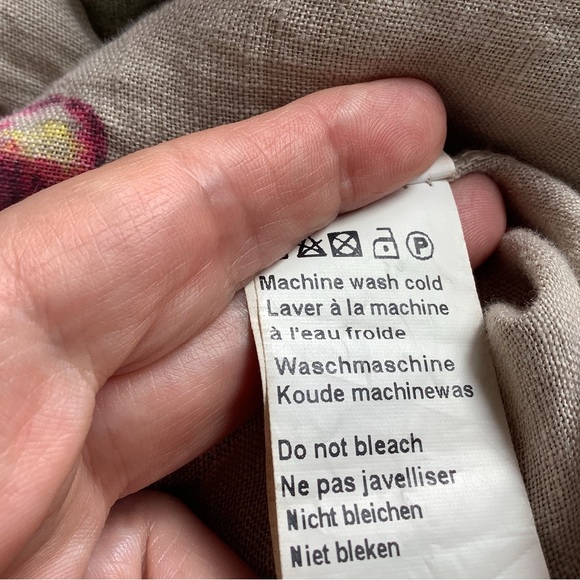 P
Machine wash cold
Laver à la machine
à l'eau froide
Waschmaschine
Koude machinewas
Do not bleach
Ne pas javelliser
Nicht bleichen
Niet bleken